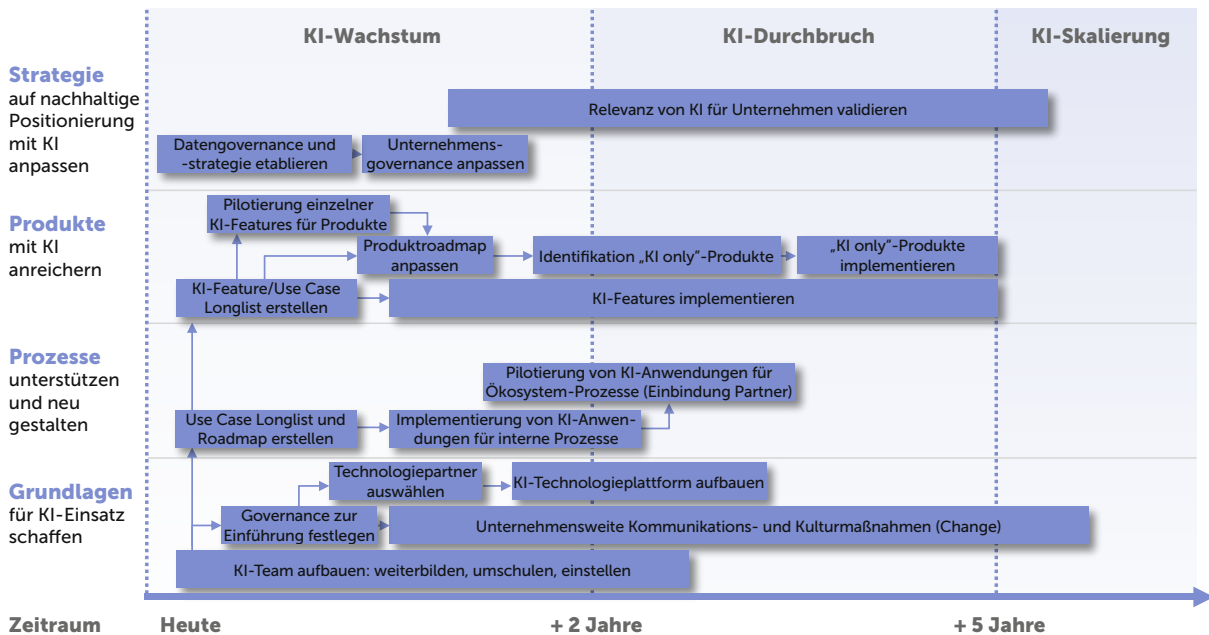 KI-Wachstum
KI-Durchbruch
KI-Skalierung
Strategie
auf nachhaltige
Positionierung
mit KI
anpassen
Relevanz von KI für Unternehmen validieren
Datengovernance und
-strategie etablieren
Unternehmens-
governance anpassen
Produkte
mit KI
anreichern
Pilotierung einzelner
KI-Features für Produkte
Produktroadmap
anpassen
Identifikation „KI only“-Produkte
„KI only“-Produkte
implementieren
KI-Feature/Use Case
Longlist erstellen
KI-Features implementieren
Prozesse
unterstützen
und neu
gestalten
Pilotierung von KI-Anwendungen für
Ökosystem-Prozesse (Einbindung Partner)
Use Case Longlist und
Roadmap erstellen
Implementierung von KI-Anwen-
dungen für interne Prozesse
Grundlagen
für KI-Einsatz
schaffen
Technologiepartner
auswählen
KI-Technologieplattform aufbauen
Governance zur
Einführung festlegen
Unternehmensweite Kommunikations- und Kulturmaßnahmen (Change)
KI-Team aufbauen: weiterbilden, umschulen, einstellen
Zeitraum
Heute
+ 2 Jahre
+ 5 Jahre